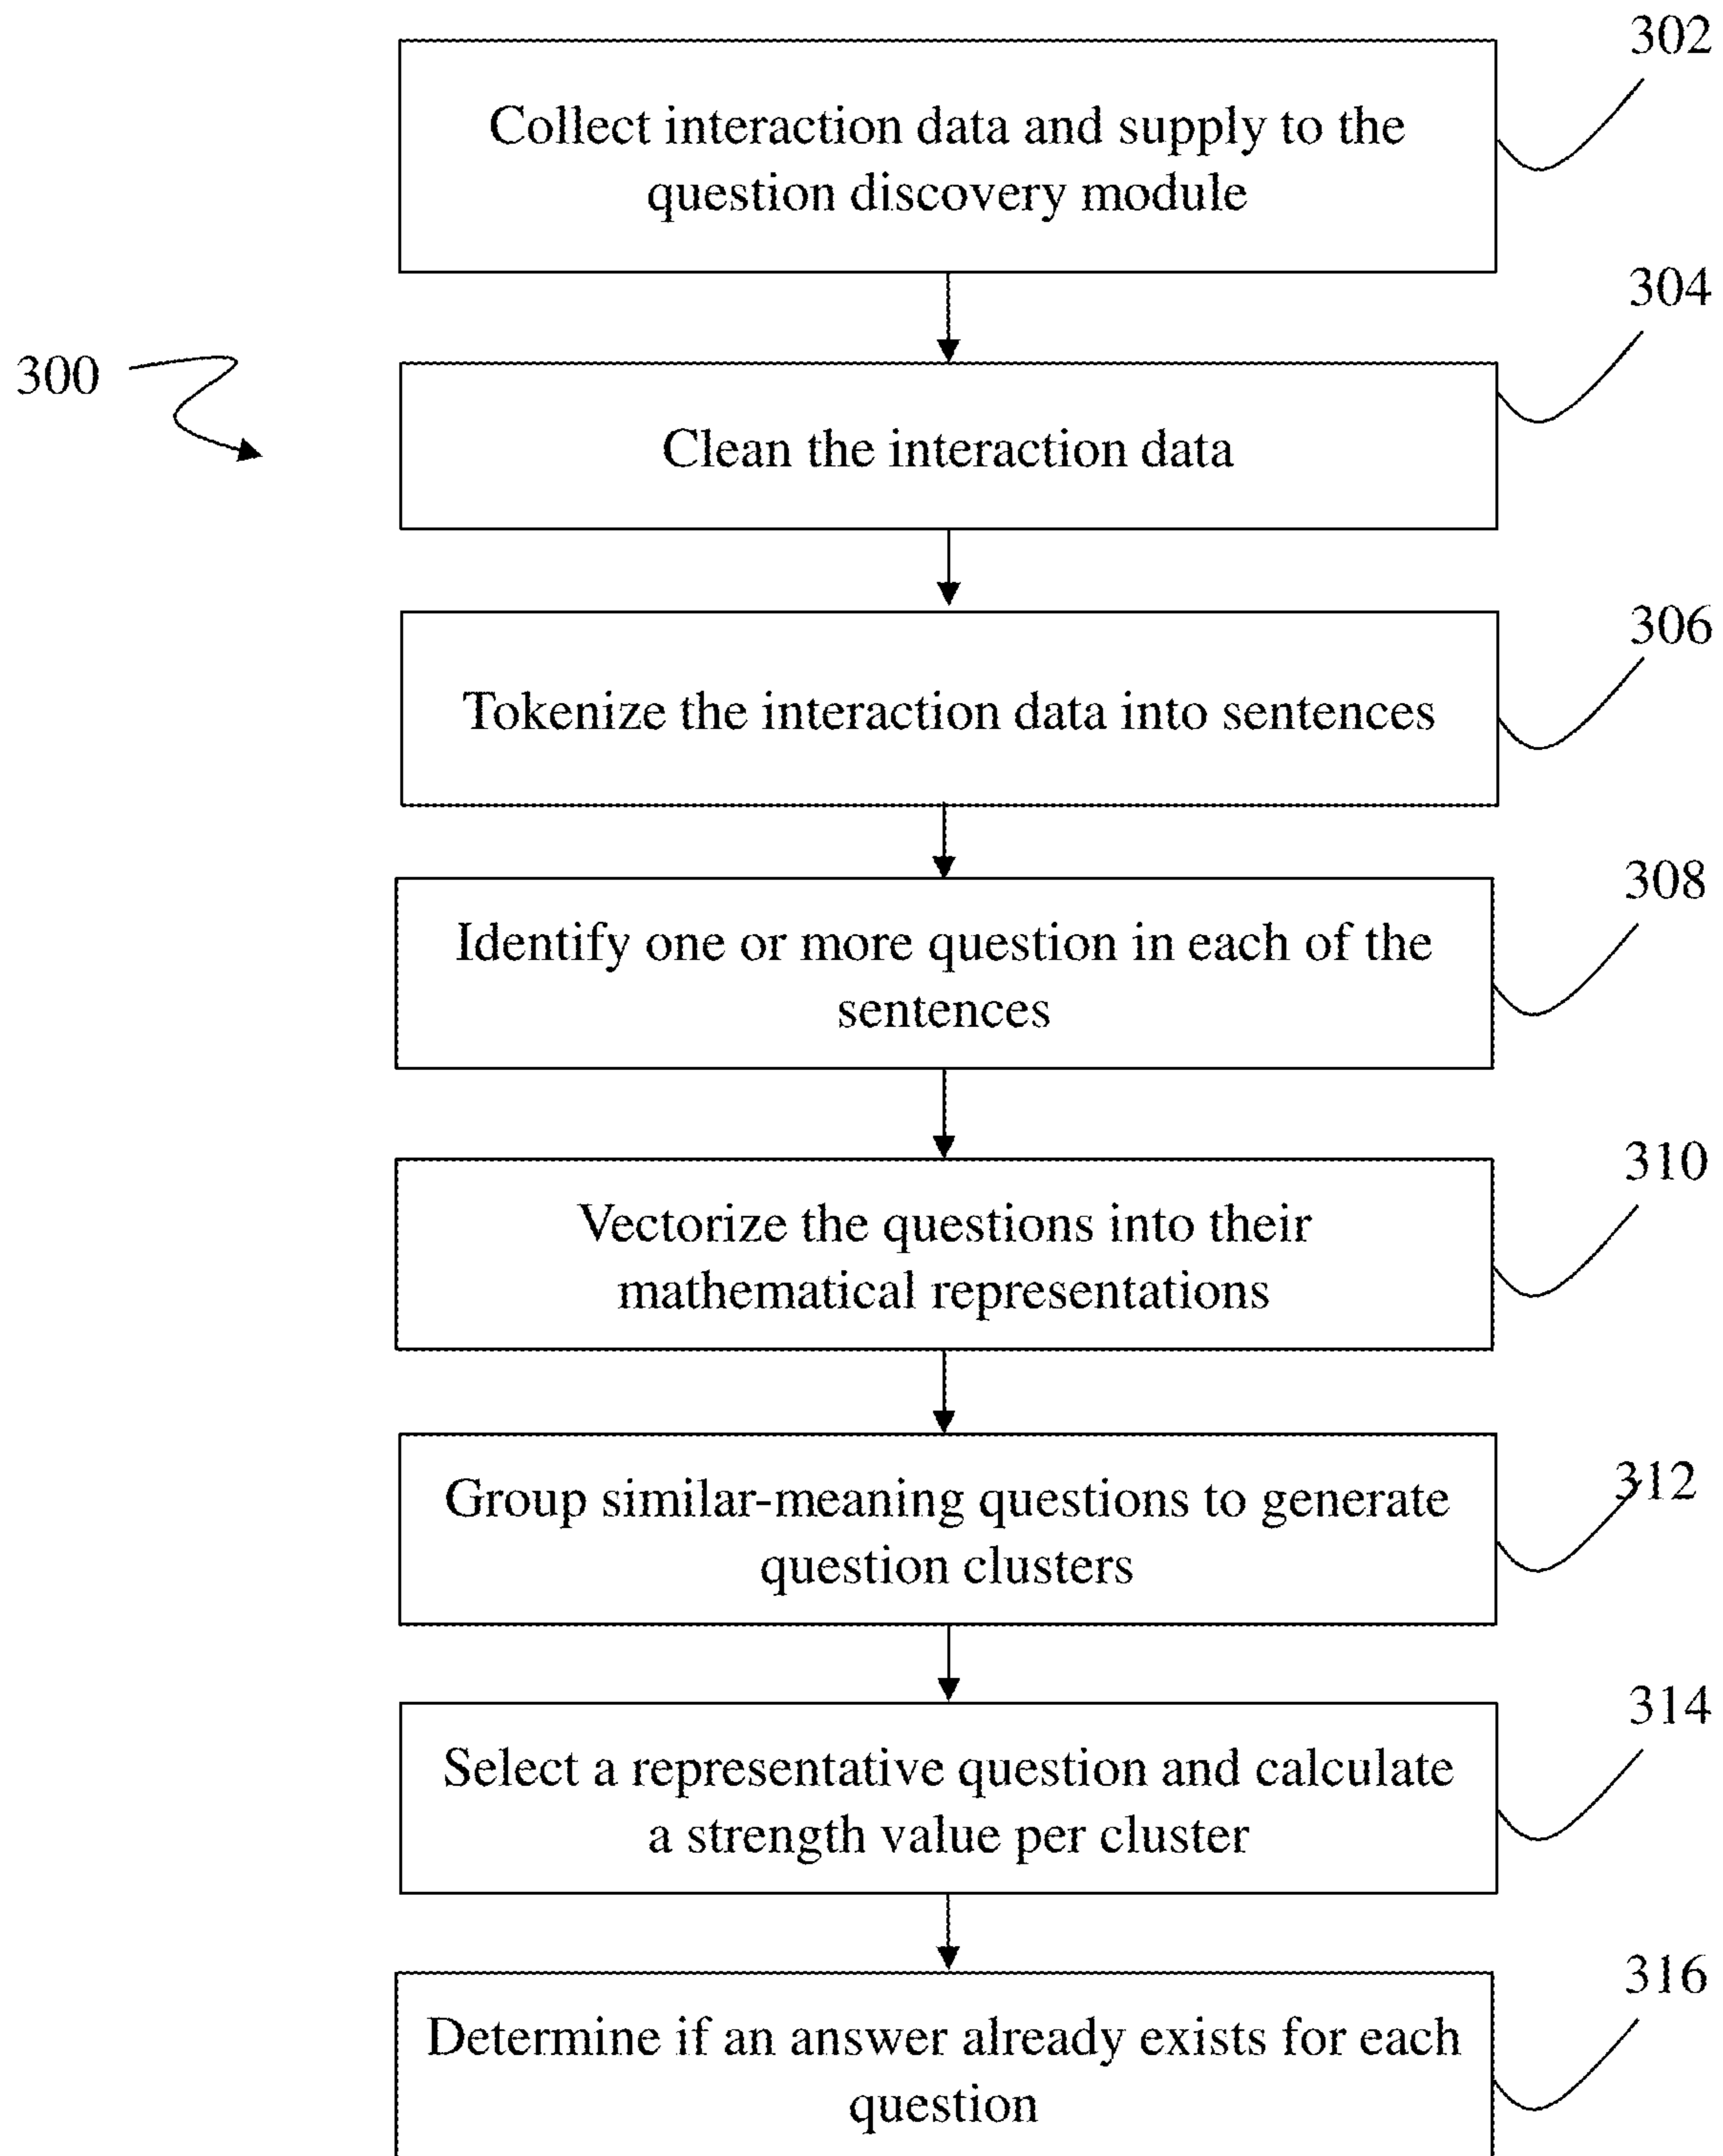 302
Collect interaction data and supply to the
question discovery module
304
300
Clean the interaction data
306
Tokenize the interaction data into sentences
308
Identify one or more question in each of the
sentences
310
Vectorize the questions into their
mathematical representations
312
Group similar-meaning questions to generate
question clusters
314
Select a representative question and calculate
a strength value per cluster
316
Determine if an answer already exists for each
question